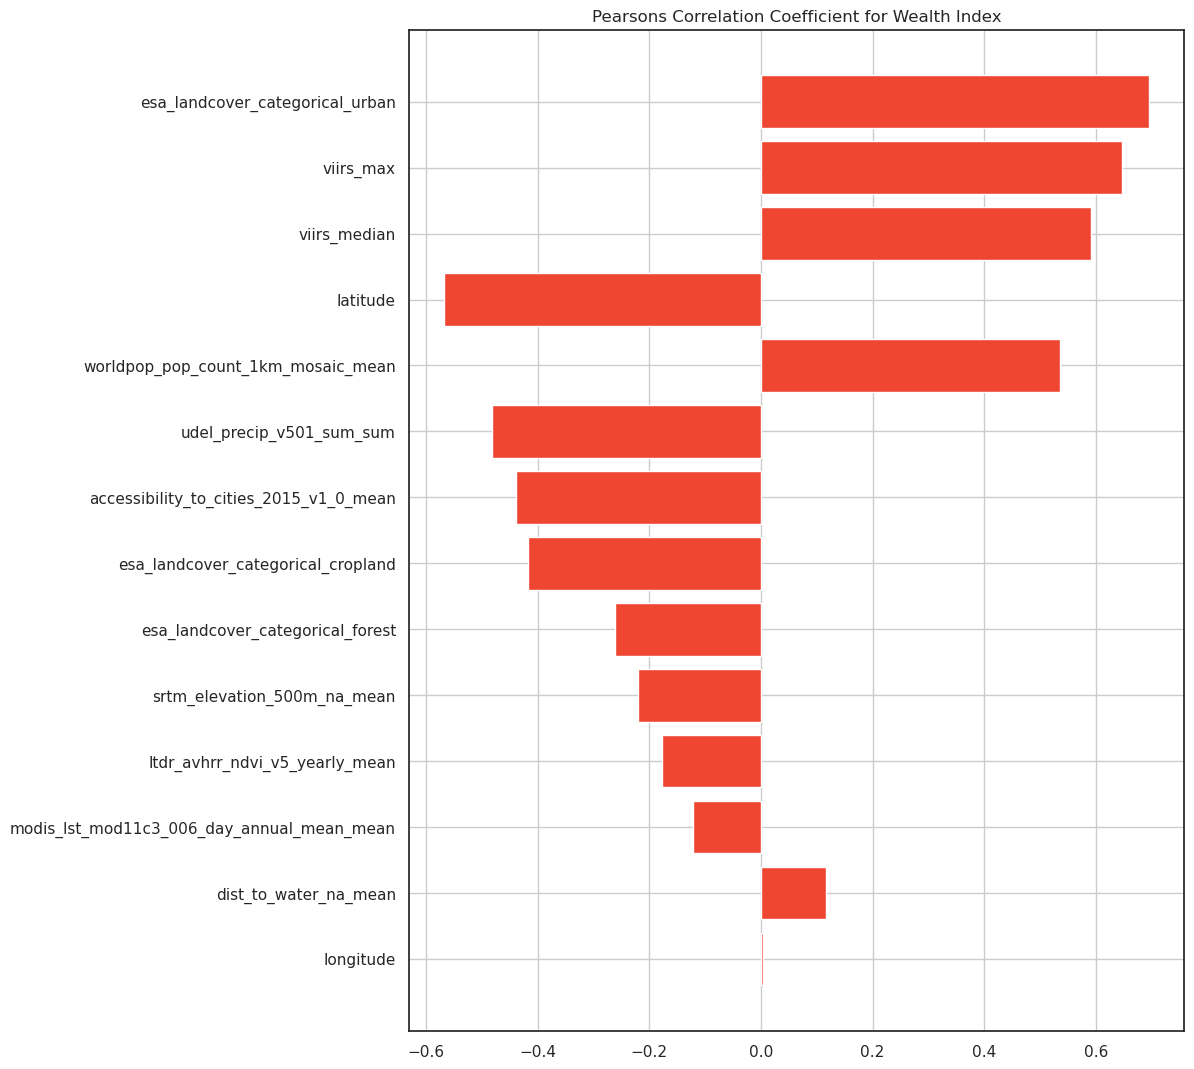 Pearsons Correlation Coefficient for Wealth Index
esa_landcover_categorical_urban
viirs_max
viirs_median
latitude
worldpop_pop_count_1km_mosaic_mean
udel_precip_v501_sum_sum
accessibility_to_cities_2015_v1_0_mean
esa_landcover_categorical_cropland
esa_landcover_categorical_forest
srtm_elevation_500m_na_mean
ltdr_avhrr_ndvi_v5_yearly_mean
modis_lst_mod11c3_006_day_annual_mean_mean
dist_to_water_na_mean
longitude
−0.6 −0.4 −0.2 0.0 0.2 0.4 0.6